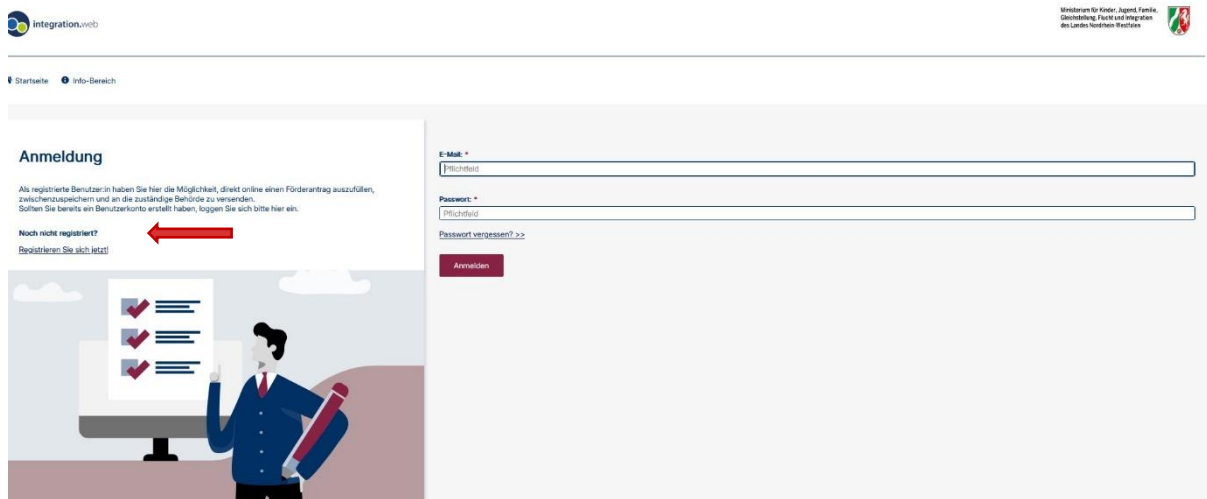 integration.web
Ministerium für Kinder, Jugend, Familie,
Gleichstellung, Flucht und Integration
des Landes Nordrhein-Westfalen
Startseite Info-Bereich
Anmeldung
Als registrierte Benutzer:in haben Sie hier die Möglichkeit, direkt online einen Förderantrag auszufüllen,
zwischenzuspeichern und an die zuständige Behörde zu versenden.
Sollten Sie bereits ein Benutzerkonto erstellt haben, loggen Sie sich bitte hier ein.
Noch nicht registriert?
Registrieren Sie sich jetzt!
E-Mail: *
Pflichtfeld
Passwort: *
Pflichtfeld
Passwort vergessen? >>
Anmelden